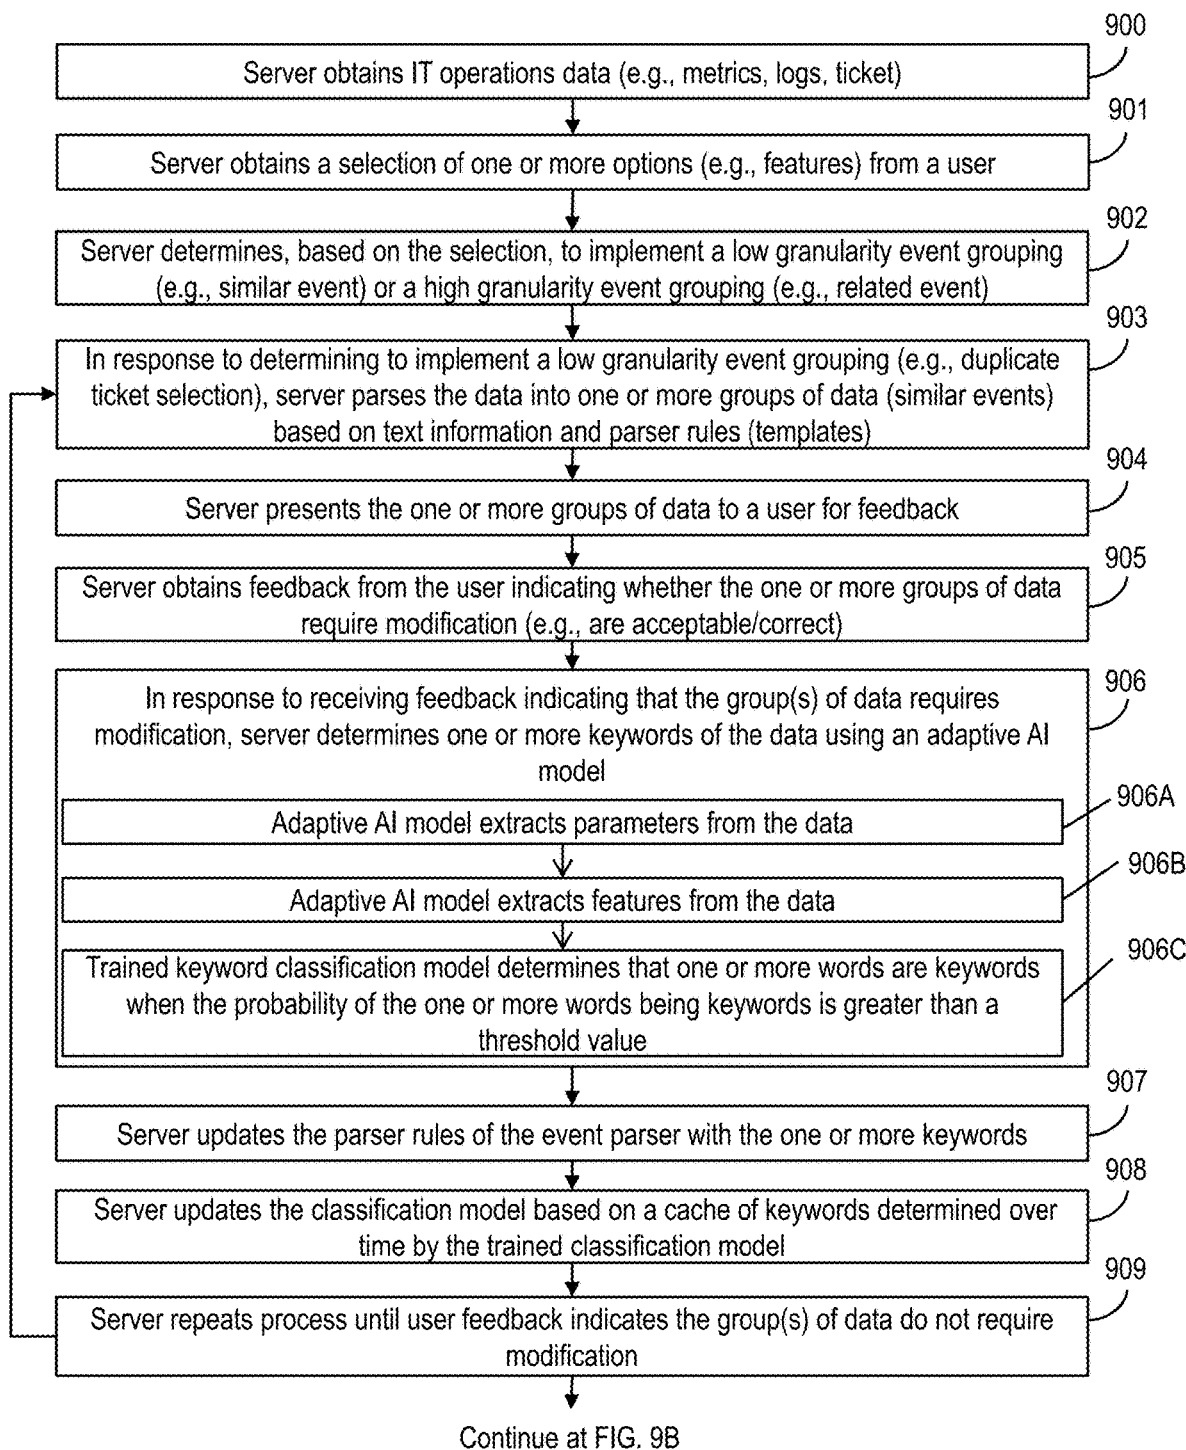 900
Server obtains IT operations data (e.g., metrics, logs, ticket)
901
Server obtains a selection of one or more options (e.g., features) from a user
902
Server determines, based on the selection, to implement a low granularity event grouping
(e.g., similar event) or a high granularity event grouping (e.g., related event)
903
In response to determining to implement a low granularity event grouping (e.g., duplicate
ticket selection), server parses the data into one or more groups of data (similar events)
based on text information and parser rules (templates)
904
Server presents the one or more groups of data to a user for feedback
905
Server obtains feedback from the user indicating whether the one or more groups of data
require modification (e.g., are acceptable/correct)
906
In response to receiving feedback indicating that the group(s) of data requires
modification, server determines one or more keywords of the data using an adaptive AI
model
906A
Adaptive AI model extracts parameters from the data
906B
Adaptive AI model extracts features from the data
906C
Trained keyword classification model determines that one or more words are keywords
when the probability of the one or more words being keywords is greater than a
threshold value
907
Server updates the parser rules of the event parser with the one or more keywords
908
Server updates the classification model based on a cache of keywords determined over
time by the trained classification model
909
Server repeats process until user feedback indicates the group(s) of data do not require
modification
Continue at FIG. 9B